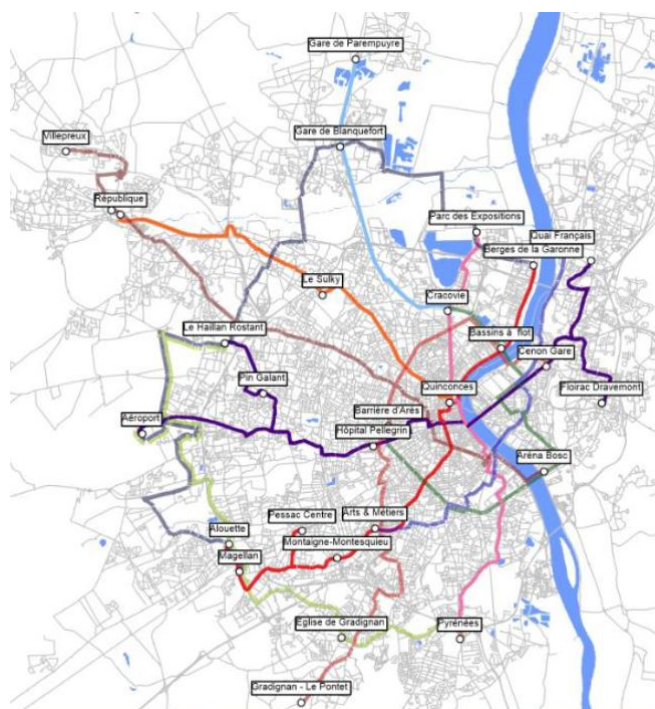 Gare de Parempuyre
Villepreux
Gare de Blanquefort
République
Parc des Expositions
Quai Français
Berges de la Garonne
Le Sulky
Cracovie
Le Haillan Rostant
Bassins à flot
Cenon Gare
Pin Galant
Quinconces
Floirac Dravemont
Barrière d'Arès
Aéroport
Hôpital Pellegrin
Aréna Bosc
Pessac Centre
Arts & Métiers
Alouette
Montaigne-Montesquieu
Magellan
Eglise de Gradignan
Pyrénées
Gradignan - Le Pontet